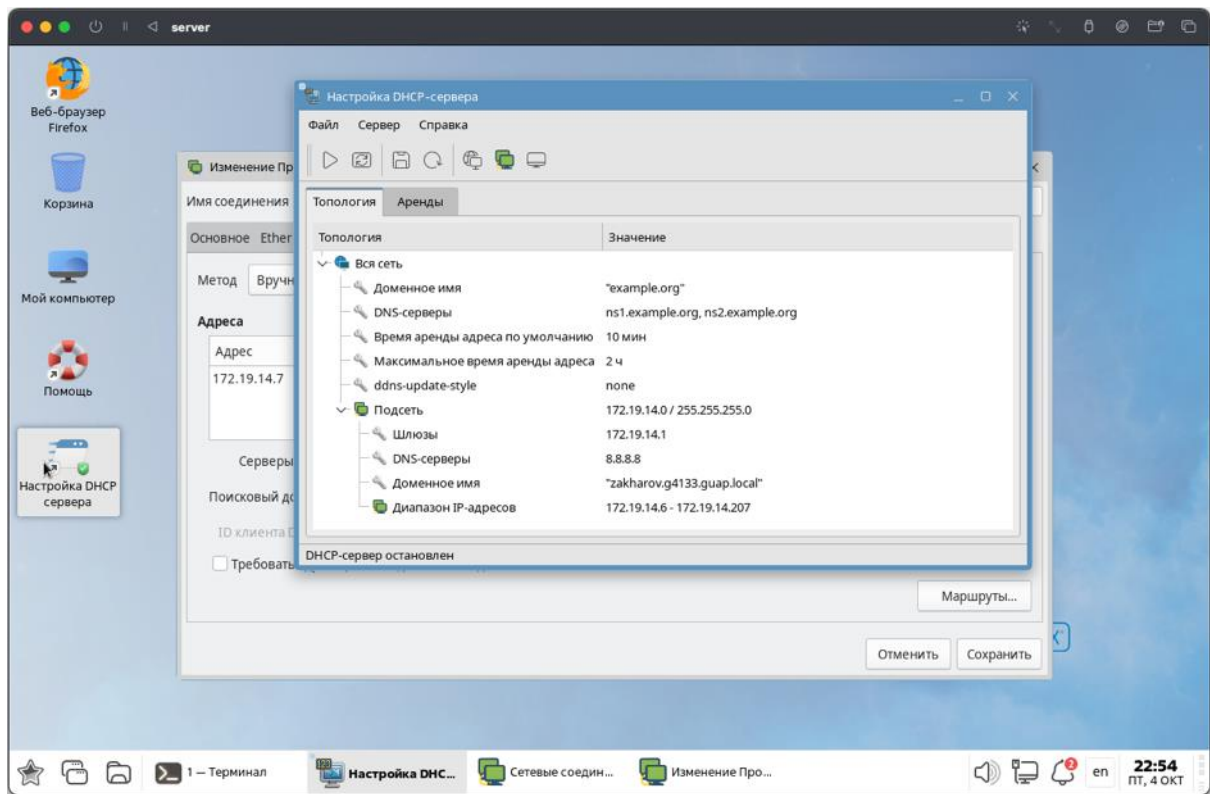 server
Веб-браузер
Firefox
Корзина
Мой компьютер
Помощь
Настройка DHCP
сервера
Настройка DHCP-сервера
Файл Сервер Справка
Топология Аренды
Топология Значение
Вся сеть
Доменное имя "example.org"
DNS-серверы ns1.example.org, ns2.example.org
Время аренды адреса по умолчанию 10 мин
Максимальное время аренды адреса 2 ч
ddns-update-style none
Подсеть 172.19.14.0 / 255.255.255.0
Шлюзы 172.19.14.1
DNS-серверы 8.8.8.8
Доменное имя "zakharov.g4133.guap.local"
Диапазон IP-адресов 172.19.14.6 - 172.19.14.207
DHCP-сервер остановлен
Изменение Пр
Имя соединения
Основное Ether
Метод Вручн
Адреса
Адрес
172.19.14.7
Серверы
Поисковый до
ID клиента
Требовать
Маршруты...
Отменить Сохранить
1 — Терминал
Настройка DHC...
Сетевые соедин...
Изменение Про...
2
en
22:54
ПТ, 4 ОКТ